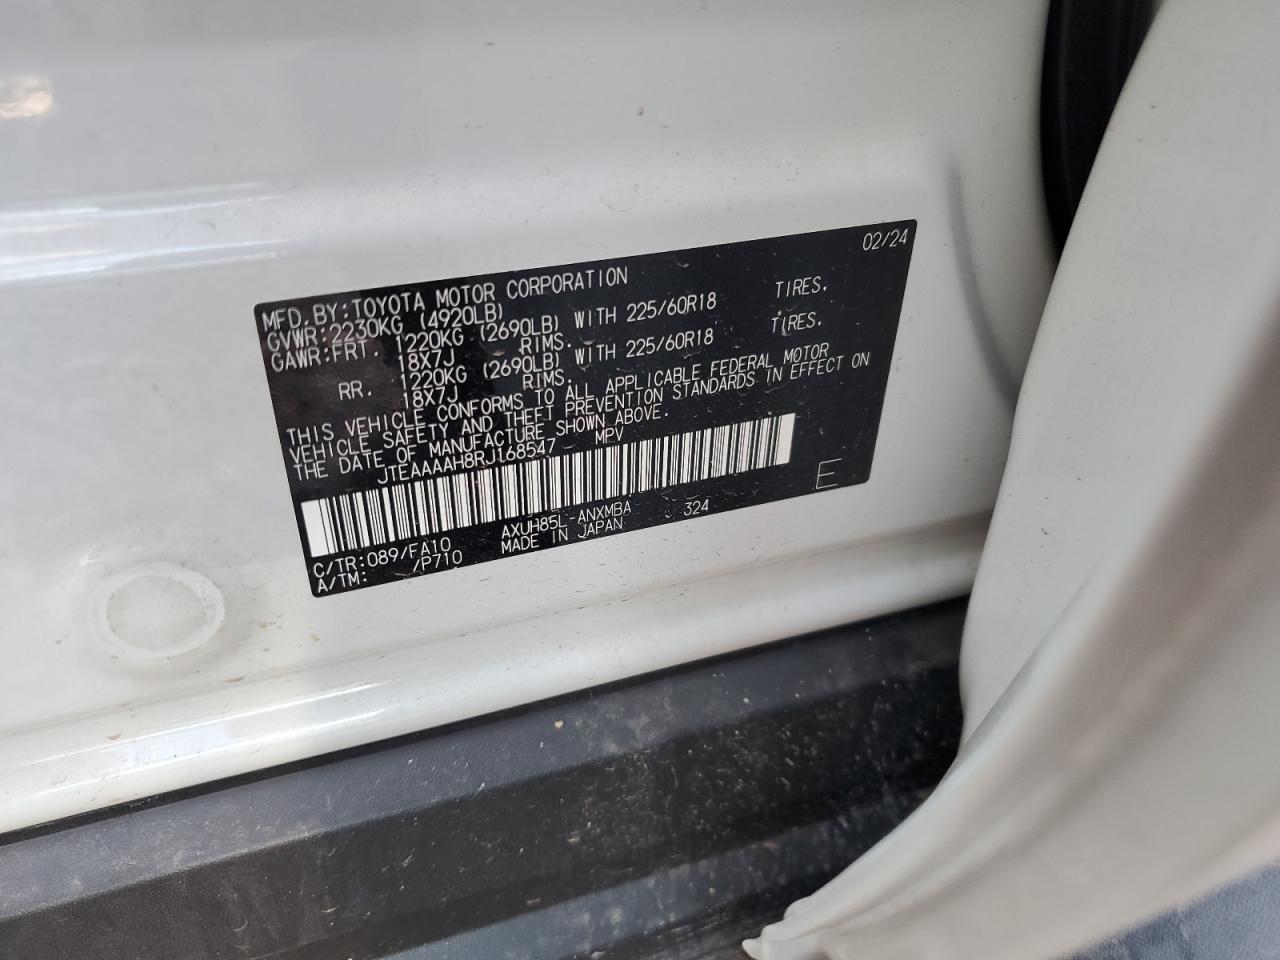 02/24
MFD.BY:TOYOTA MOTOR CORPORATION
GVWR:2230KG (4920LB)
GAWR:FRT. 1220KG (2690LB) WITH 225/60R18 TIRES.
18X7J RIMS.
RR. 1220KG (2690LB) WITH 225/60R18 TIRES.
18X7J RIMS.
THIS VEHICLE CONFORMS TO ALL APPLICABLE FEDERAL MOTOR
VEHICLE SAFETY AND THEFT PREVENTION STANDARDS IN EFFECT ON
THE DATE OF MANUFACTURE SHOWN ABOVE.
JTEAAAAH8RJ168547 MPV
C/TR:089/FA10 AXUH85L-ANXMBA 324
A/TM: /P710 MADE IN JAPAN
E